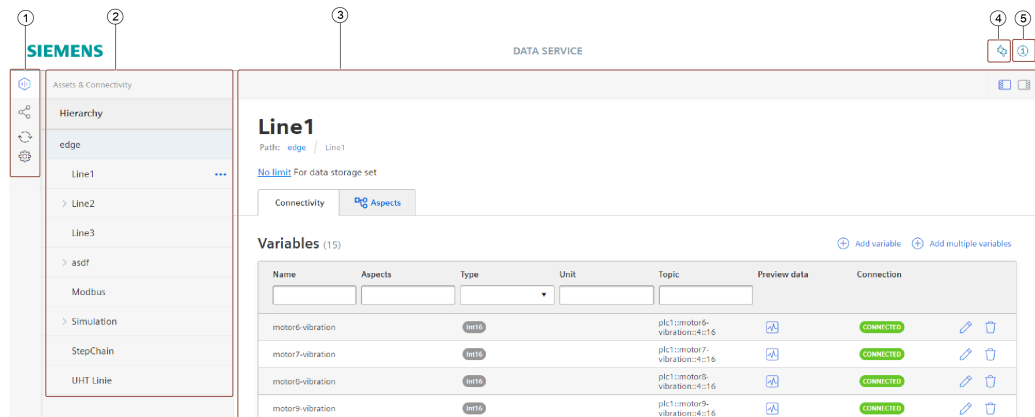 1 2 3 4 5
SIEMENS DATA SERVICE
Assets & Connectivity
Hierarchy
edge
Line1
Line2
Line3
asdf
Modbus
Simulation
StepChain
UHT Linie
Line1
Path: edge / Line1
No limit For data storage set
Connectivity Aspects
Variables (15) Add variable Add multiple variables
Name Aspects Type Unit Topic Preview data Connection
motor6-vibration Int16 plc1::motor6-
vibration::4::16 CONNECTED
motor7-vibration Int16 plc1::motor7-
vibration::4::16 CONNECTED
motor8-vibration Int16 plc1::motor8-
vibration::4::16 CONNECTED
motor9-vibration Int16 plc1::motor9-
vibration::4::16 CONNECTED